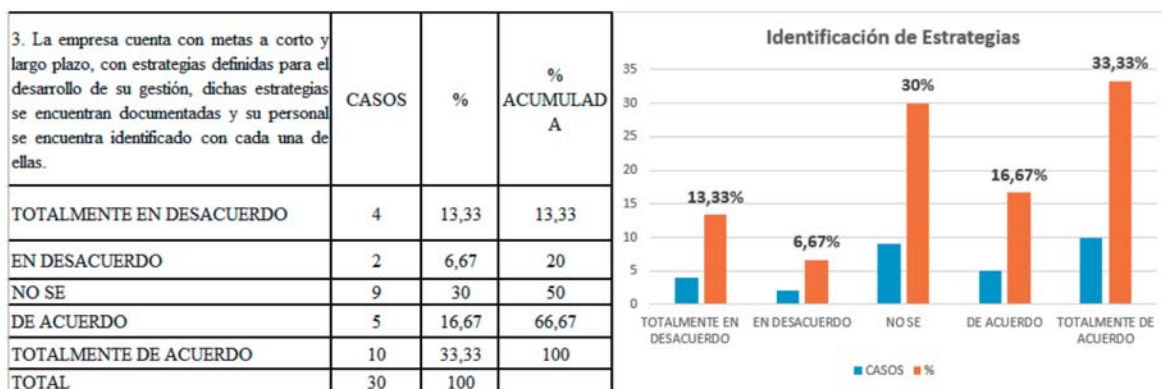 3. La empresa cuenta con metas a corto y
largo plazo, con estrategias definidas para el
desarrollo de su gestión, dichas estrategias
se encuentran documentadas y su personal
se encuentra identificado con cada una de
ellas.
CASOS
%
%
ACUMULAD
A
TOTALMENTE EN DESACUERDO 4 13,33 13,33
EN DESACUERDO 2 6,67 20
NO SE 9 30 50
DE ACUERDO 5 16,67 66,67
TOTALMENTE DE ACUERDO 10 33,33 100
TOTAL 30 100
Identificación de Estrategias
35
30
25
20
15
10
5
0
13,33%
6,67%
30%
16,67%
33,33%
TOTALMENTE EN
DESACUERDO
EN DESACUERDO
NO SE
DE ACUERDO
TOTALMENTE DE
ACUERDO
CASOS %